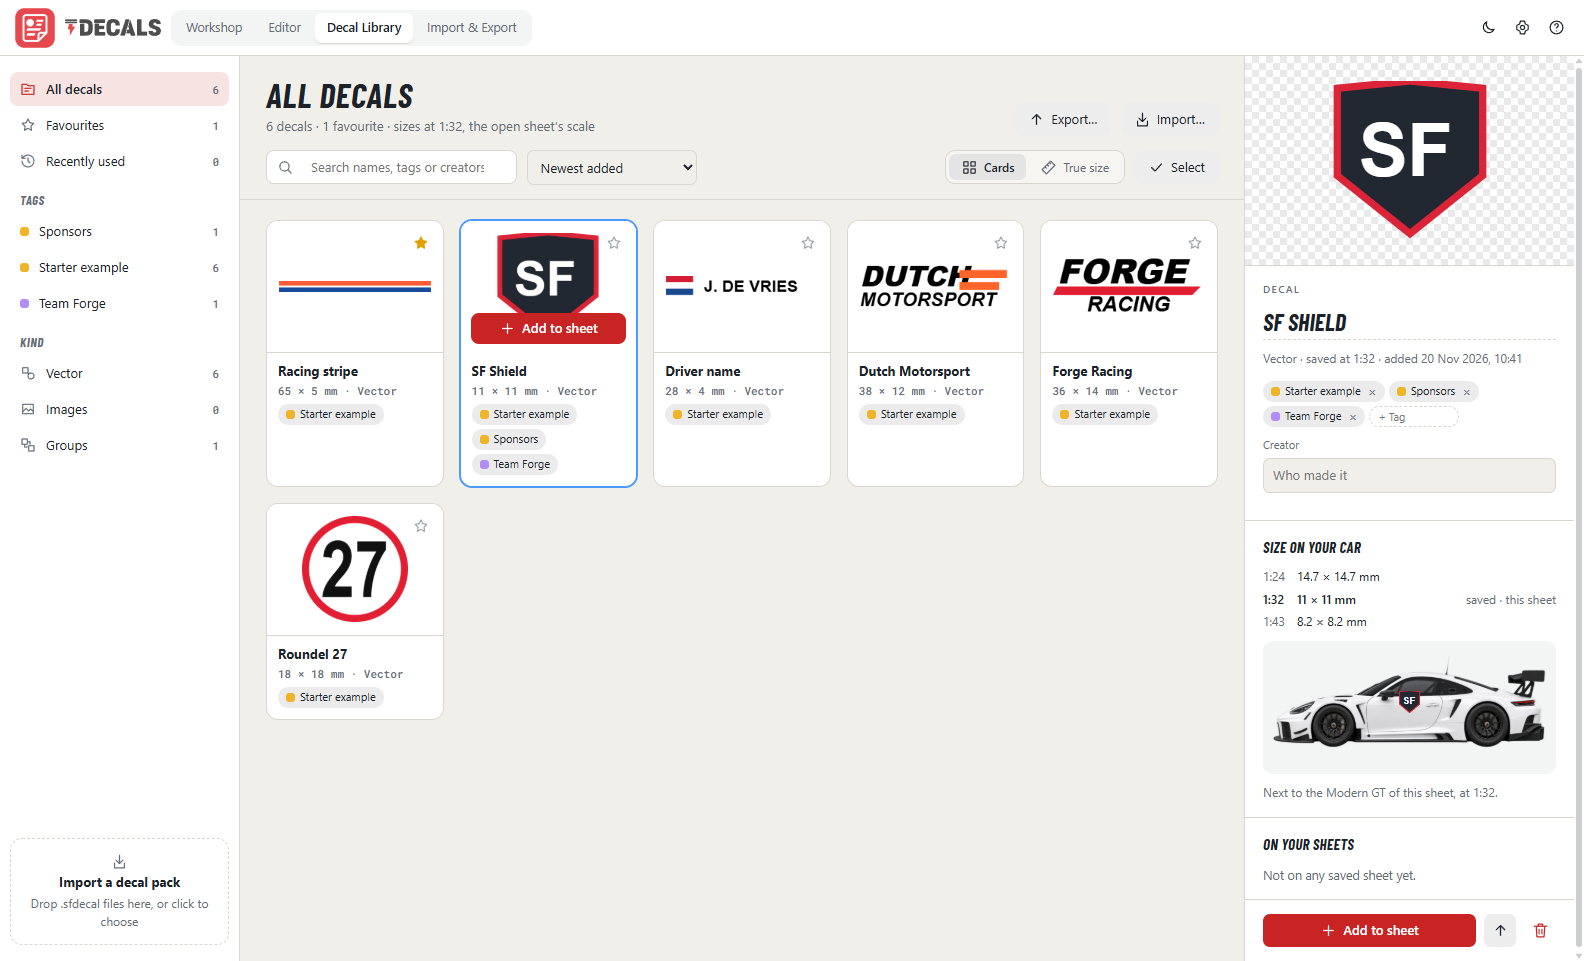 DECALS
Workshop
Editor
Decal Library
Import & Export
All decals 6
Favourites 1
Recently used 0
TAGS
Sponsors 1
Starter example 6
Team Forge 1
KIND
Vector 6
Images 0
Groups 1
Import a decal pack
Drop .sfdecal files here, or click to
choose
ALL DECALS
6 decals · 1 favourite · sizes at 1:32, the open sheet's scale
Export...
Import...
Search names, tags or creators
Newest added
Cards
True size
Select
Racing stripe
65 × 5 mm · Vector
Starter example
SF
Add to sheet
SF Shield
11 × 11 mm · Vector
Starter example
Sponsors
Team Forge
J. DE VRIES
Driver name
28 × 4 mm · Vector
Starter example
DUTCH
MOTORSPORT
Dutch Motorsport
38 × 12 mm · Vector
Starter example
FORGE
RACING
Forge Racing
36 × 14 mm · Vector
Starter example
27
Roundel 27
18 × 18 mm · Vector
Starter example
SF
DECAL
SF SHIELD
Vector · saved at 1:32 · added 20 Nov 2026, 10:41
Starter example ×
Sponsors ×
Team Forge ×
+ Tag
Creator
Who made it
SIZE ON YOUR CAR
1:24 14.7 × 14.7 mm
1:32 11 × 11 mm saved · this sheet
1:43 8.2 × 8.2 mm
SF
Next to the Modern GT of this sheet, at 1:32.
ON YOUR SHEETS
Not on any saved sheet yet.
Add to sheet